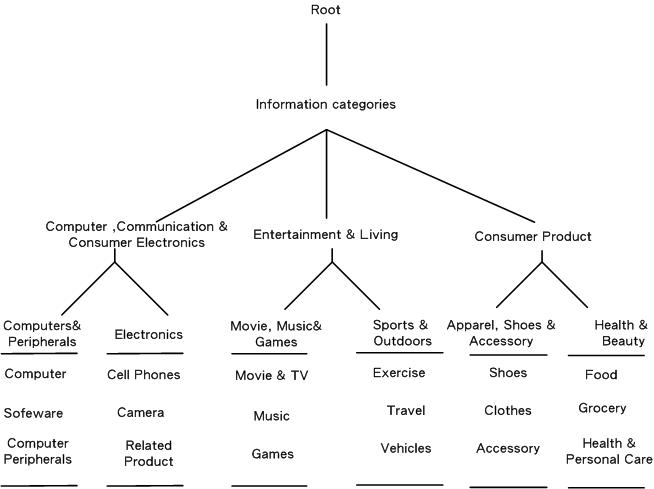 Root
Information categories
Computer ,Communication &
Consumer Electronics
Entertainment & Living
Consumer Product
Computers&
Peripherals
Electronics
Movie, Music&
Games
Sports &
Outdoors
Apparel, Shoes &
Accessory
Health &
Beauty
Computer
Cell Phones
Movie & TV
Exercise
Shoes
Food
Sofeware
Camera
Music
Travel
Clothes
Grocery
Computer
Peripherals
Related
Product
Games
Vehicles
Accessory
Health &
Personal Care